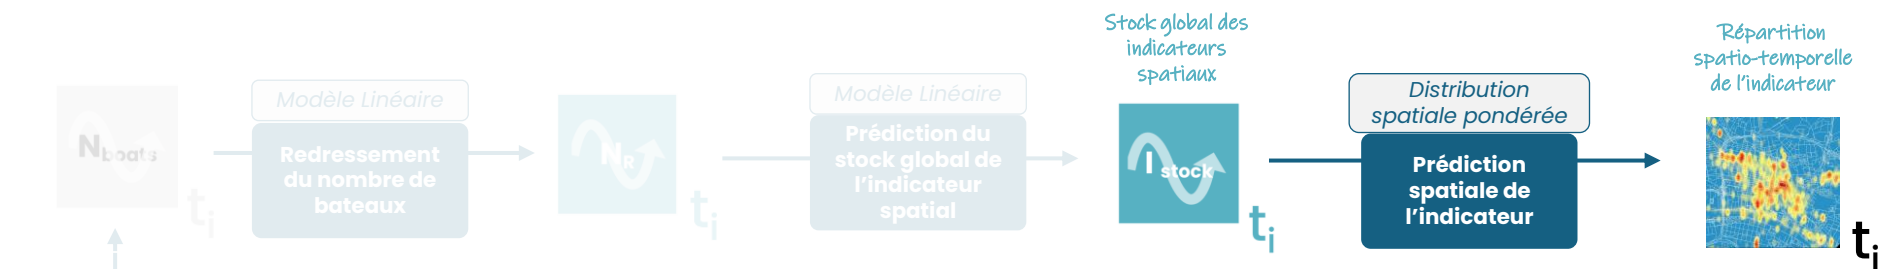 N boats
t i
i
Modèle Linéaire
Redressement
du nombre de
bateaux
N R
t i
Modèle Linéaire
Prédiction du
stock global de
l’indicateur
spatial
Stock global des
indicateurs
spatiaux
I stock
t i
Distribution
spatiale pondérée
Prédiction
spatiale de
l’indicateur
Répartition
spatio-temporelle
de l’indicateur
t i